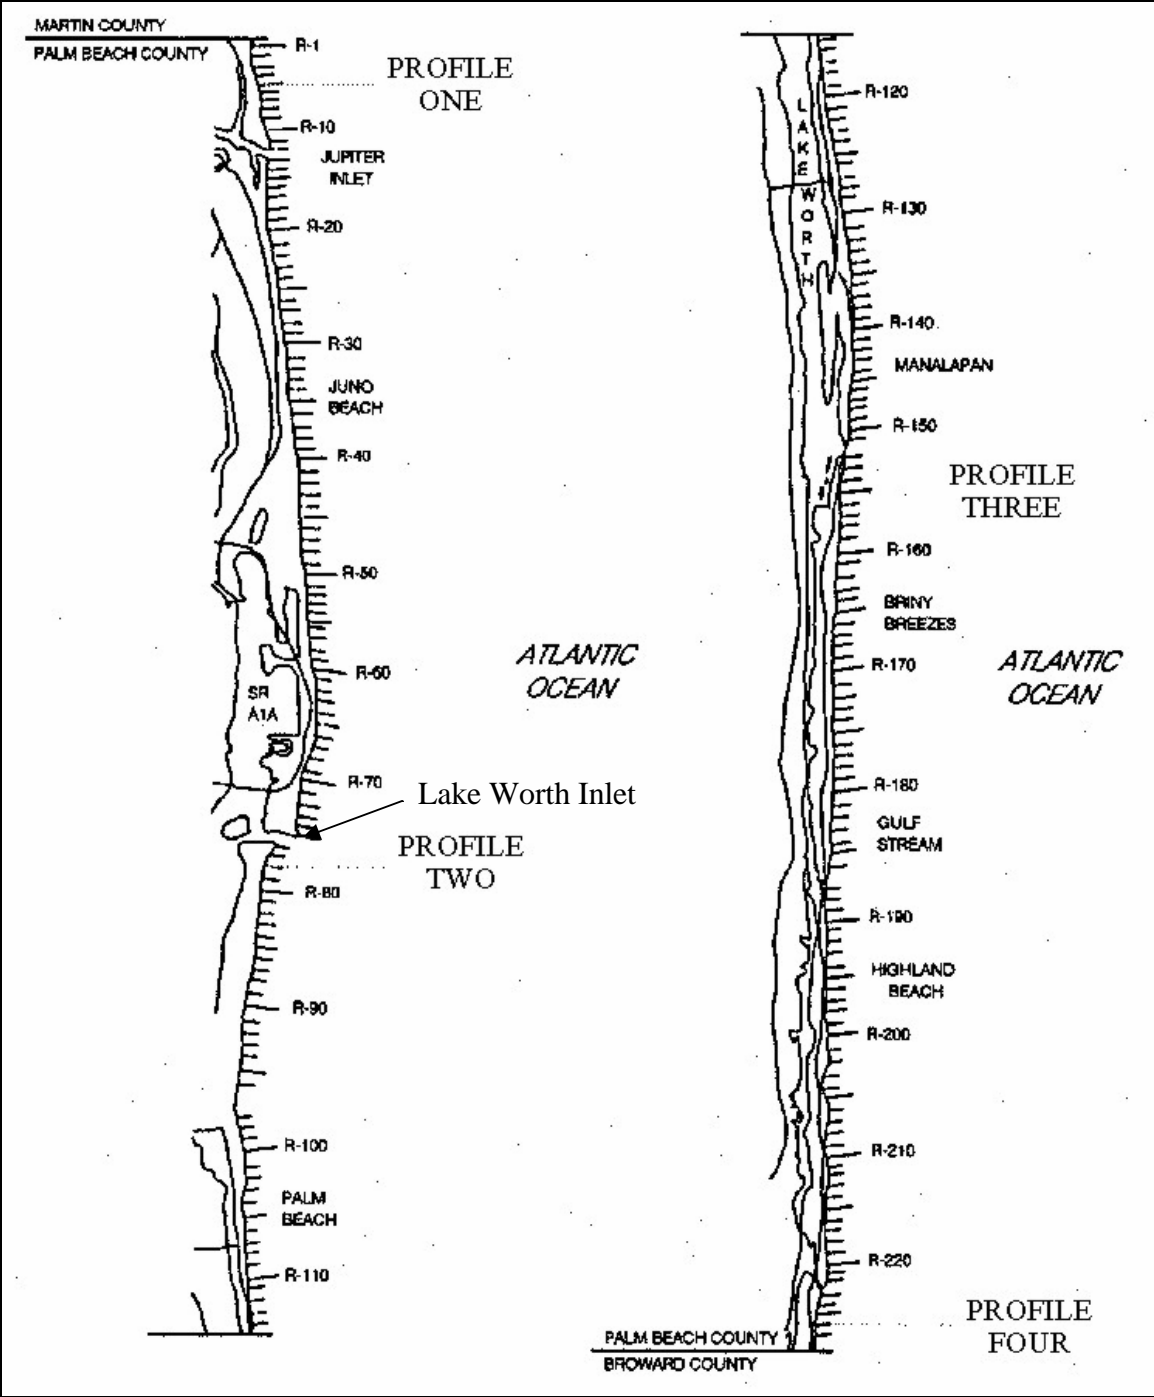 MARTIN COUNTY
PALM BEACH COUNTY
R-1
PROFILE
ONE
R-10
JUPITER
INLET
R-20
R-30
JUNO
BEACH
R-40
R-50
ATLANTIC
OCEAN
R-60
SR
A1A
R-70
Lake Worth Inlet
PROFILE
TWO
R-80
R-90
R-100
PALM
BEACH
R-110
R-120
LAKE WORTH
R-130
R-140
MANALAPAN
R-150
PROFILE
THREE
R-160
BRINY
BREEZES
R-170
ATLANTIC
OCEAN
R-180
GULF
STREAM
R-190
HIGHLAND
BEACH
R-200
R-210
R-220
PROFILE
FOUR
PALM BEACH COUNTY
BROWARD COUNTY